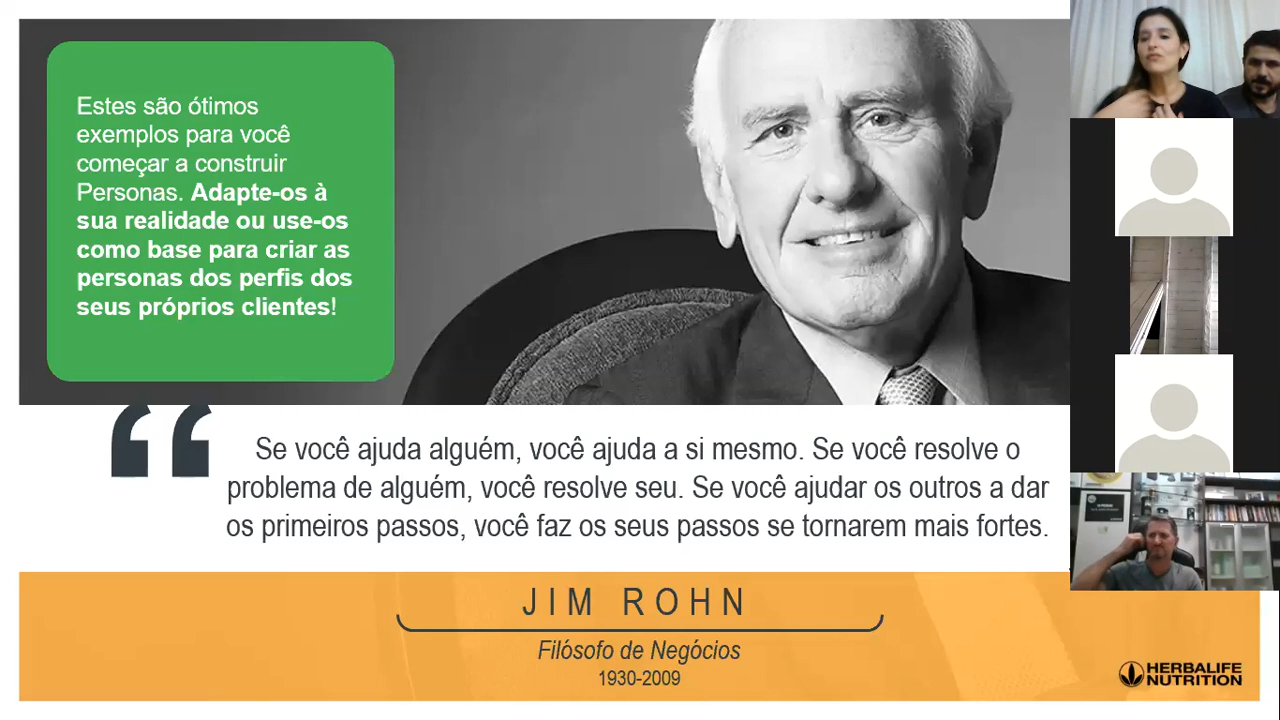 Estes são ótimos
exemplos para você
começar a construir
Personas. Adapte-os à
sua realidade ou use-os
como base para criar as
personas dos perfis dos
seus próprios clientes!
“
Se você ajuda alguém, você ajuda a si mesmo. Se você resolve o
problema de alguém, você resolve seu. Se você ajudar os outros a dar
os primeiros passos, você faz os seus passos se tornarem mais fortes.
JIM ROHN
Filósofo de Negócios
1930-2009
HERBALIFE
NUTRITION